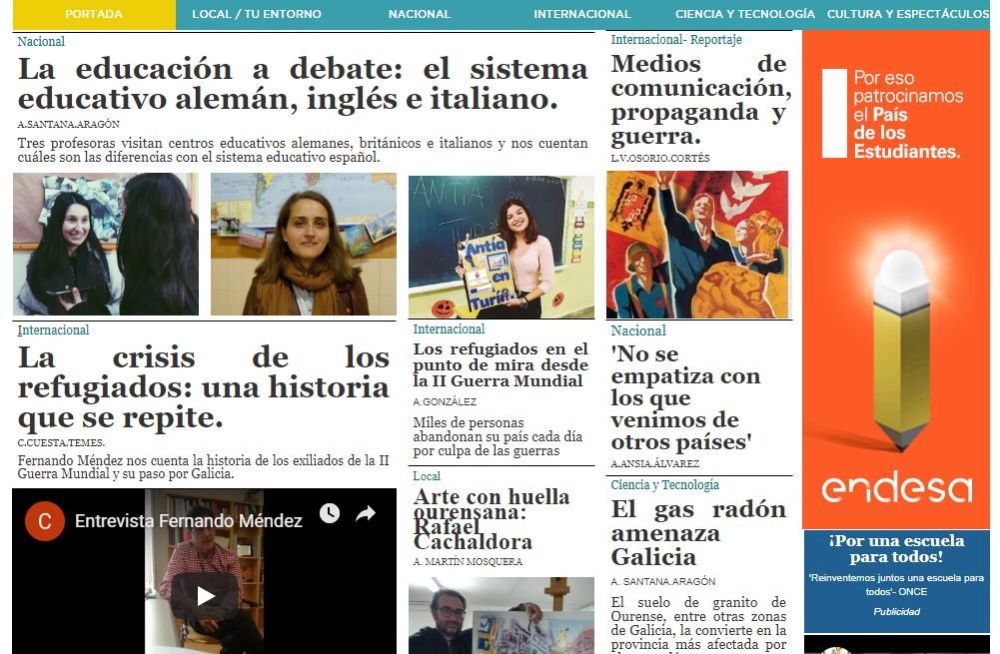 PORTADA
LOCAL / TU ENTORNO
NACIONAL
INTERNACIONAL
CIENCIA Y TECNOLOGÍA
CULTURA Y ESPECTÁCULOS
Nacional
La educación a debate: el sistema
educativo alemán, inglés e italiano.
A.SANTANA.ARAGÓN
Tres profesoras visitan centros educativos alemanes, británicos e italianos y nos cuentan
cuáles son las diferencias con el sistema educativo español.
ANTÍA
TUR
Antía
en
Turín
Internacional
La crisis de los
refugiados: una historia
que se repite.
C.CUESTA.TEMES.
Fernando Méndez nos cuenta la historia de los exiliados de la II
Guerra Mundial y su paso por Galicia.
C
Entrevista Fernando Méndez
Internacional
Los refugiados en el
punto de mira desde
la II Guerra Mundial
A.GONZÁLEZ
Miles de personas
abandonan su país cada día
por culpa de las guerras
Local
Arte con huella
ourensana:
Rafael
Cachaldora
A. MARTÍN MOSQUERA
Internacional- Reportaje
Medios de
comunicación,
propaganda y
guerra.
L.V.OSORIO.CORTÉS
Nacional
'No se
empatiza con
los que
venimos de
otros países'
A.ANSIA.ÁLVAREZ
Ciencia y Tecnología
El gas radón
amenaza
Galicia
A. SANTANA.ARAGÓN
El suelo de granito de
Ourense, entre otras zonas
de Galicia, la convierte en la
provincia más afectada por
Por eso
patrocinamos
el País
de los
Estudiantes.
endesa
¡Por una escuela
para todos!
'Reinventemos juntos una escuela para
todos'- ONCE
Publicidad